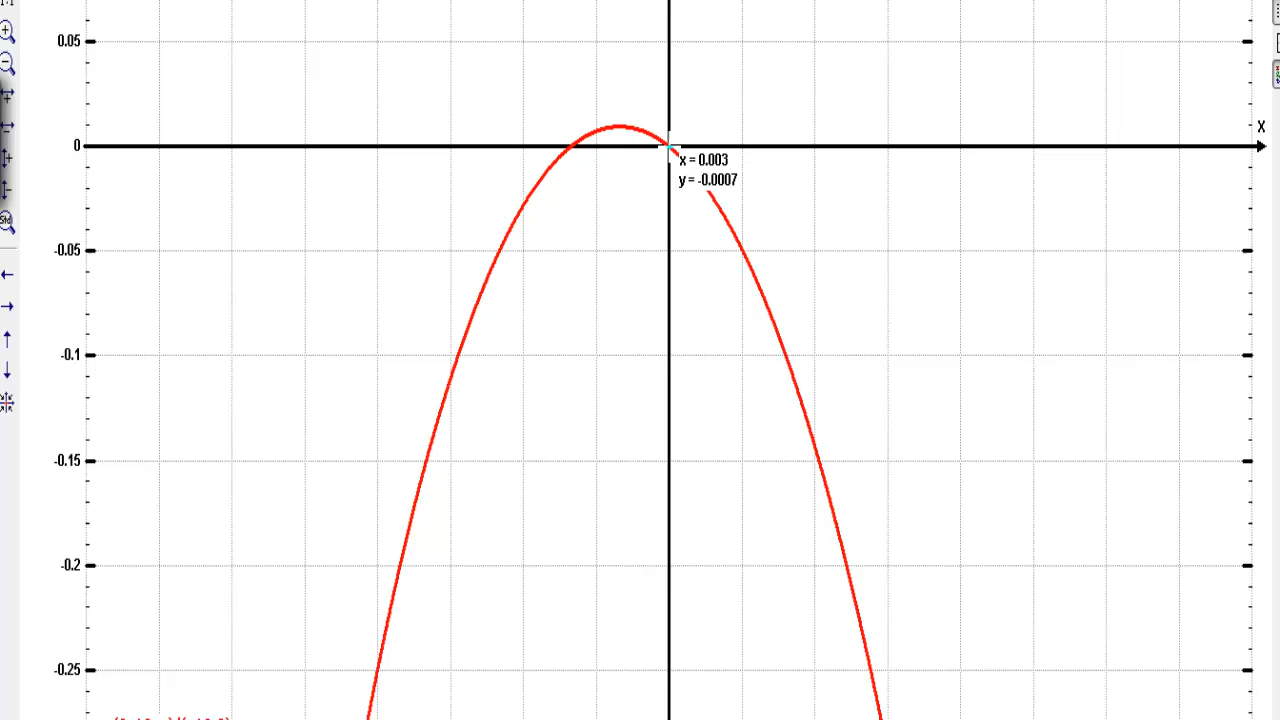 0.05
X
0
x = 0.003
y = -0.0007
-0.05
-0.1
-0.15
-0.2
-0.25